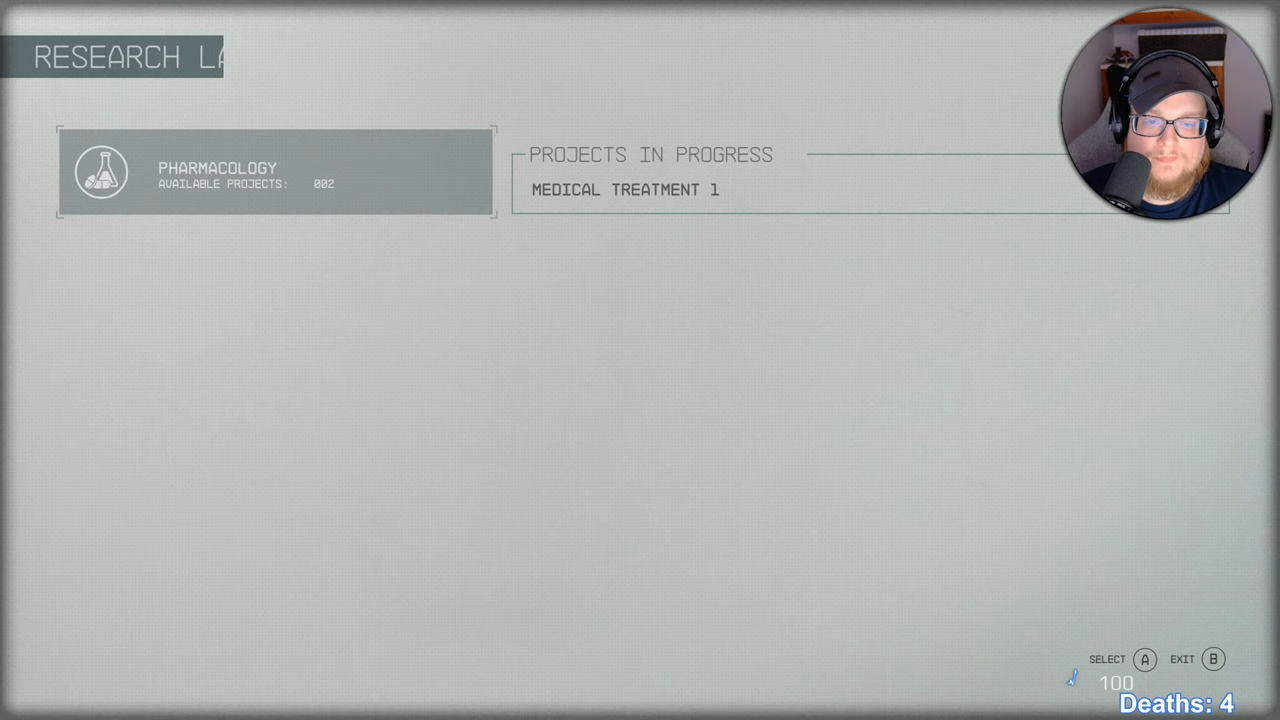 RESEARCH LA
PHARMACOLOGY
AVAILABLE PROJECTS: 002
PROJECTS IN PROGRESS
MEDICAL TREATMENT 1
SELECT A EXIT B
100
Deaths: 4